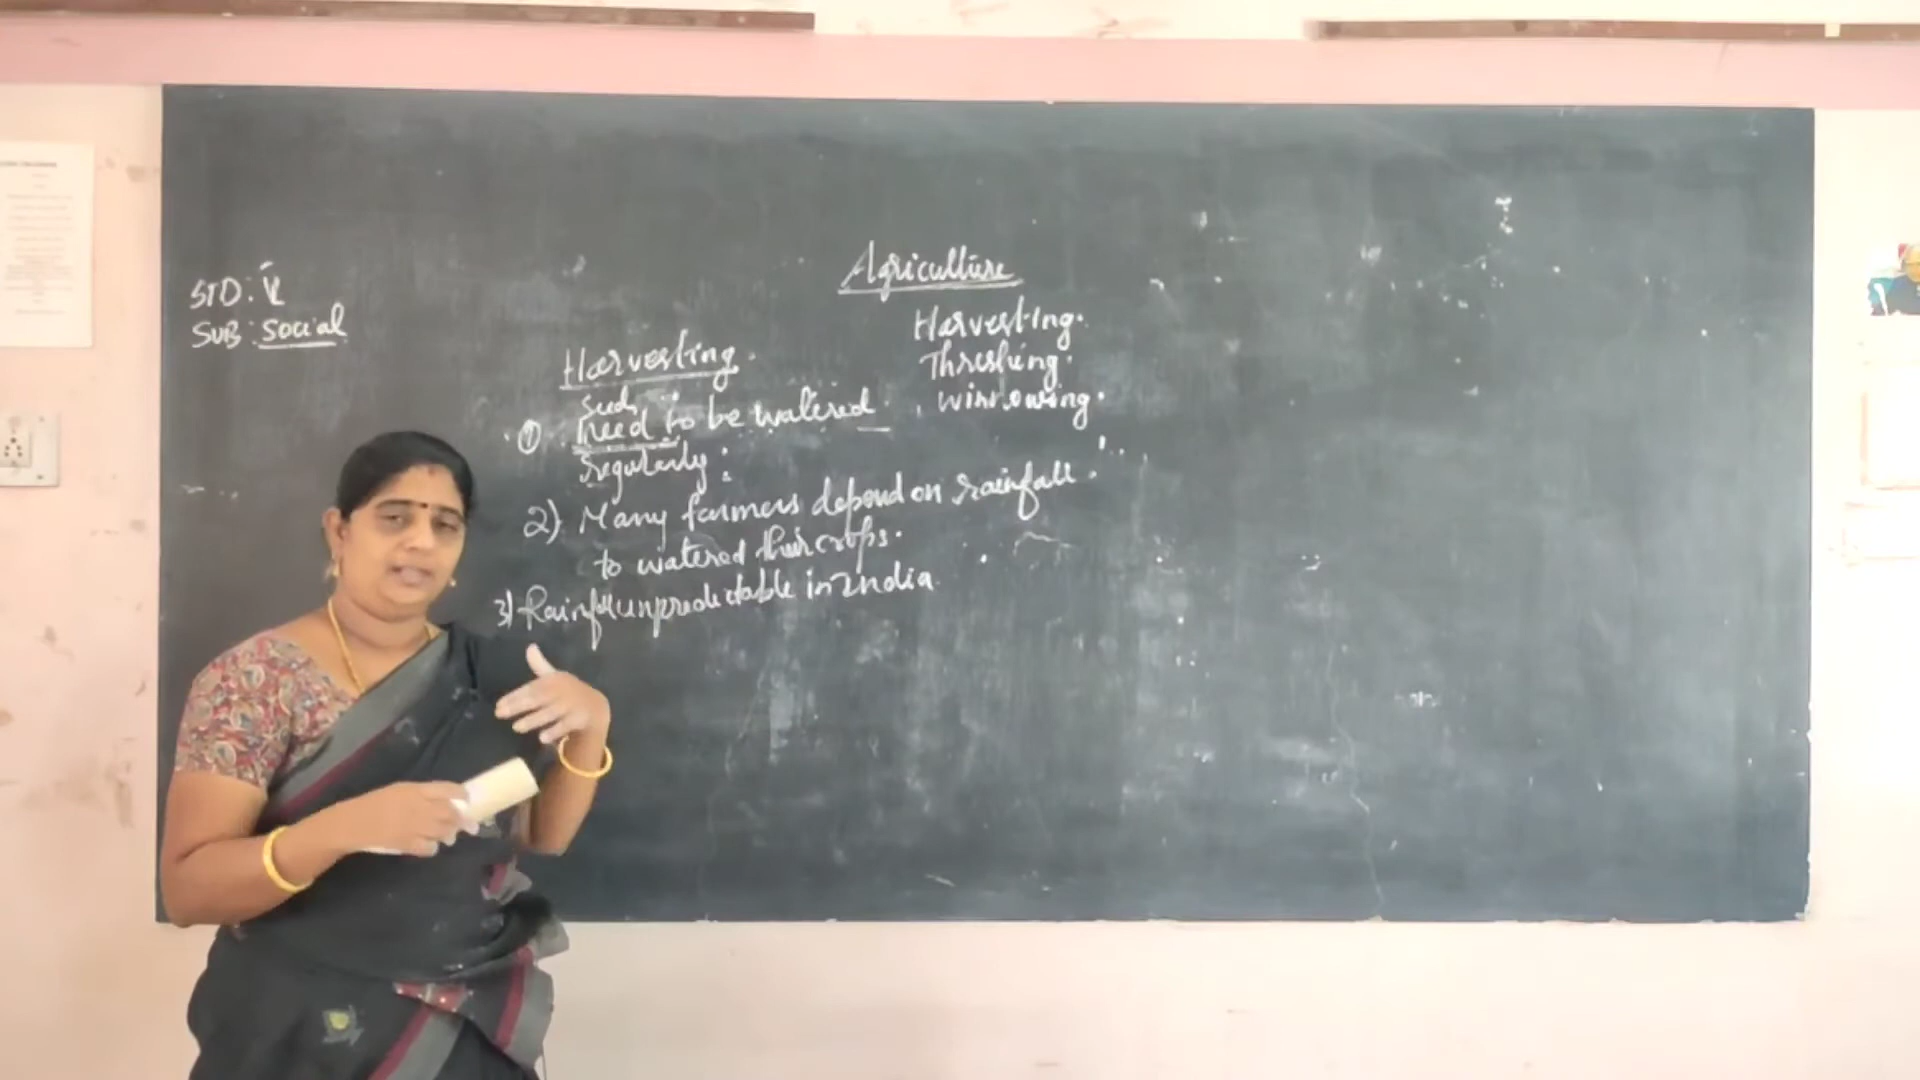 Agriculture
STD: V
SUB: Social
Harvesting.
Threshing.
winnowing.
Harvesting.
Seeds
① need to be watered.
regularly:
2) Many farmers depend on rainfall.
to watered their crops.
3) Rainfall unpredictable in India